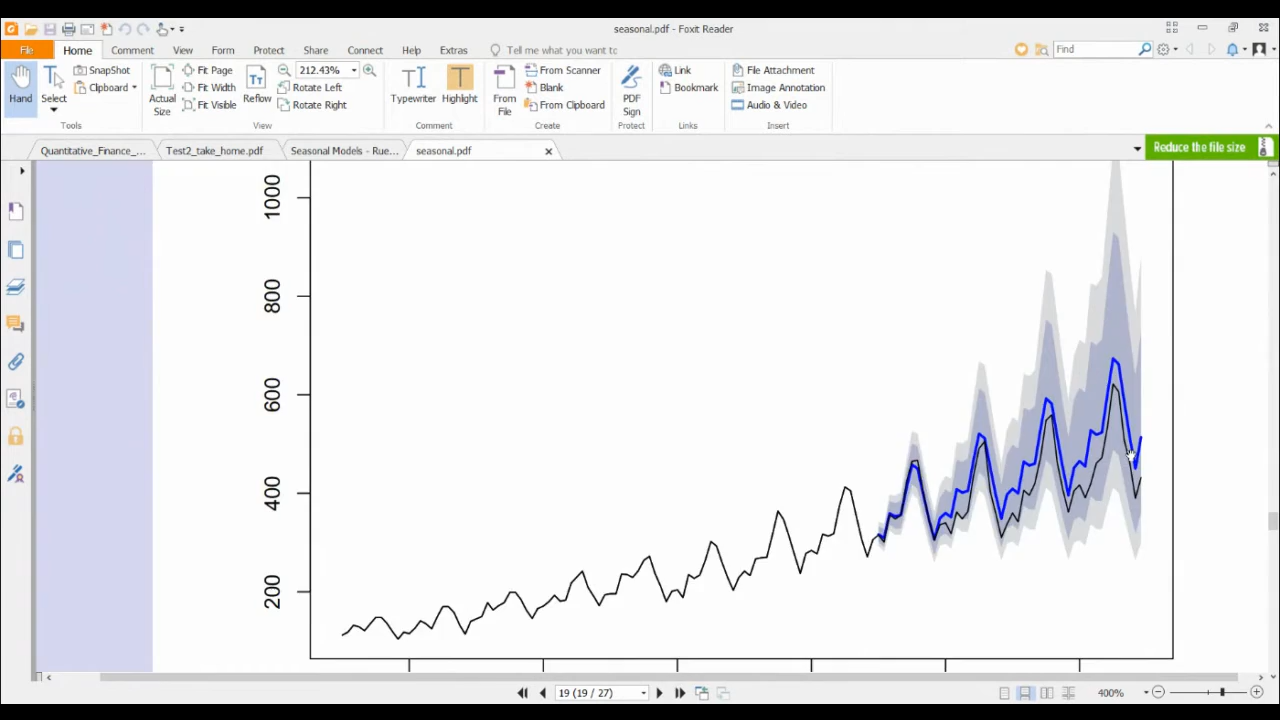 seasonal.pdf - Foxit Reader
File Home Comment View Form Protect Share Connect Help Extras Tell me what you want to Find
Hand
Select
SnapShot
Clipboard
Tools
Actual Size
Fit Page
Fit Width
Fit Visible
Reflow
212.43%
Rotate Left
Rotate Right
View
Typewriter
Highlight
Comment
From File
From Scanner
Blank
From Clipboard
Create
PDF Sign
Protect
Link
Bookmark
Links
File Attachment
Image Annotation
Audio & Video
Insert
Quantitative_Finance_... Test2_take_home.pdf Seasonal Models - Rue... seasonal.pdf Reduce the file size
1000
800
600
400
200
19 (19 / 27) 400%